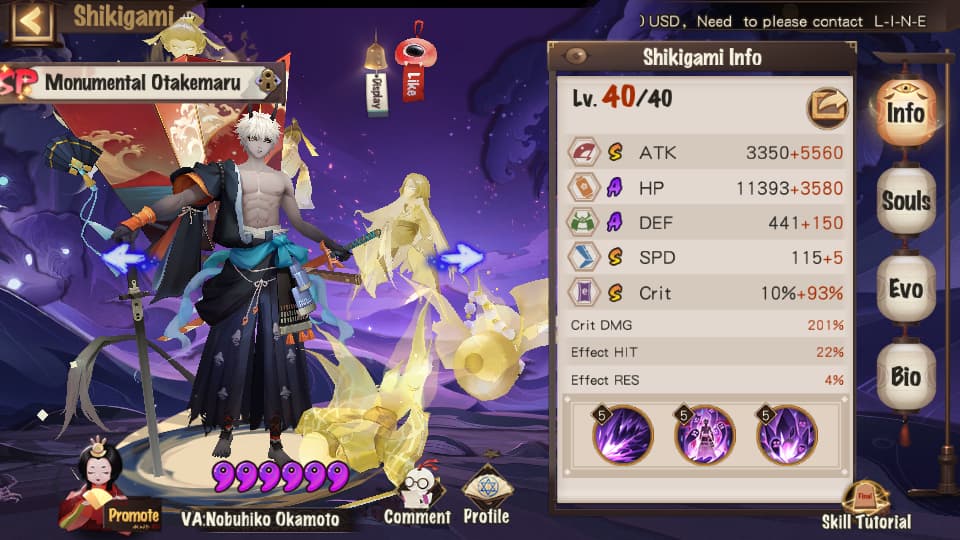 Shikigami
) USD, Need to please contact L-I-N-E
SP Monumental Otakemaru
Display
Like
Shikigami Info
Lv. 40/40
S ATK 3350+5560
A HP 11393+3580
A DEF 441+150
S SPD 115+5
S Crit 10%+93%
Crit DMG 201%
Effect HIT 22%
Effect RES 4%
5 5 5
Info
Souls
Evo
Bio
999999
Promote
VA:Nobuhiko Okamoto
Comment
Profile
Final
Skill Tutorial